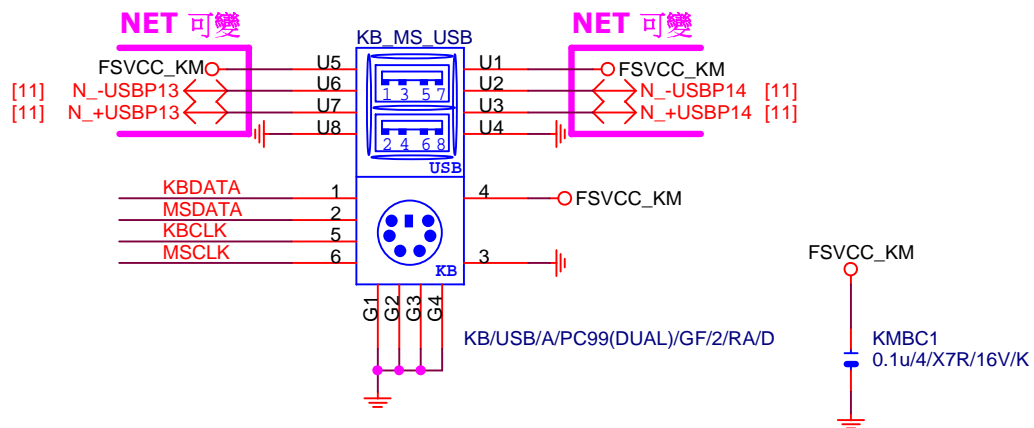 NET 可變
NET 可變
KB_MS_USB
FSVCC_KM
U5
U1
FSVCC_KM
[11]
N_-USBP13
U6
U2
N_-USBP14
[11]
[11]
N_+USBP13
U7
U3
N_+USBP14
[11]
U8
U4
1 3 5 7
2 4 6 8
USB
KBDATA
1
4
FSVCC_KM
MSDATA
2
KBCLK
5
MSCLK
6
3
KB
G1
G2
G3
G4
KB/USB/A/PC99(DUAL)/GF/2/RA/D
FSVCC_KM
KMBC1
0.1u/4/X7R/16V/K